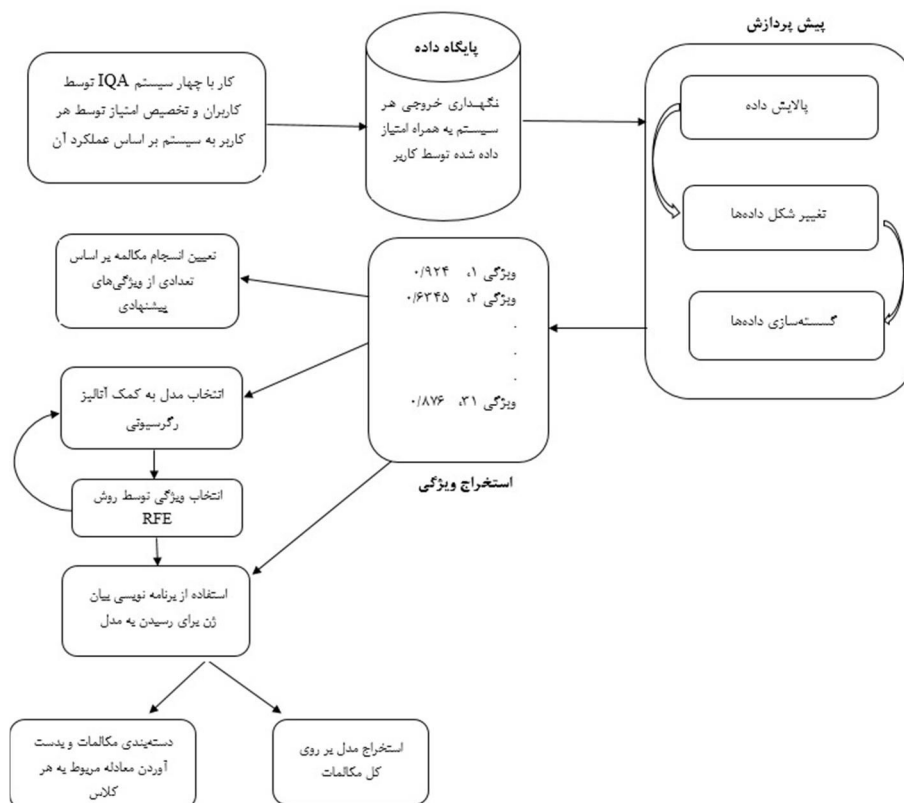 پیش پردازش
پایگاه داده
کار با چهار سیستم IQA توسط
کاربران و تخصیص امتیاز توسط هر
کاربر به سیستم بر اساس عملکرد آن
نگهداری خروجی هر
سیستم به همراه امتیاز
داده شده توسط کاربر
پالایش داده
تغییر شکل داده‌ها
گسسته‌سازی داده‌ها
ویژگی ۱، ۰/۹۲۴
ویژگی ۲، ۰/۶۳۴۵
.
.
.
ویژگی ۳۱، ۰/۸۷۶
استخراج ویژگی
تعیین انسجام مکالمه بر اساس
تعدادی از ویژگی‌های
پیشنهادی
انتخاب مدل به کمک آنالیز
رگرسیونی
انتخاب ویژگی توسط روش
RFE
استفاده از برنامه نویسی بیان
ژن برای رسیدن به مدل
استخراج مدل بر روی
کل مکالمات
دسته‌بندی مکالمات و بدست
آوردن معادله مربوط به هر
کلاس